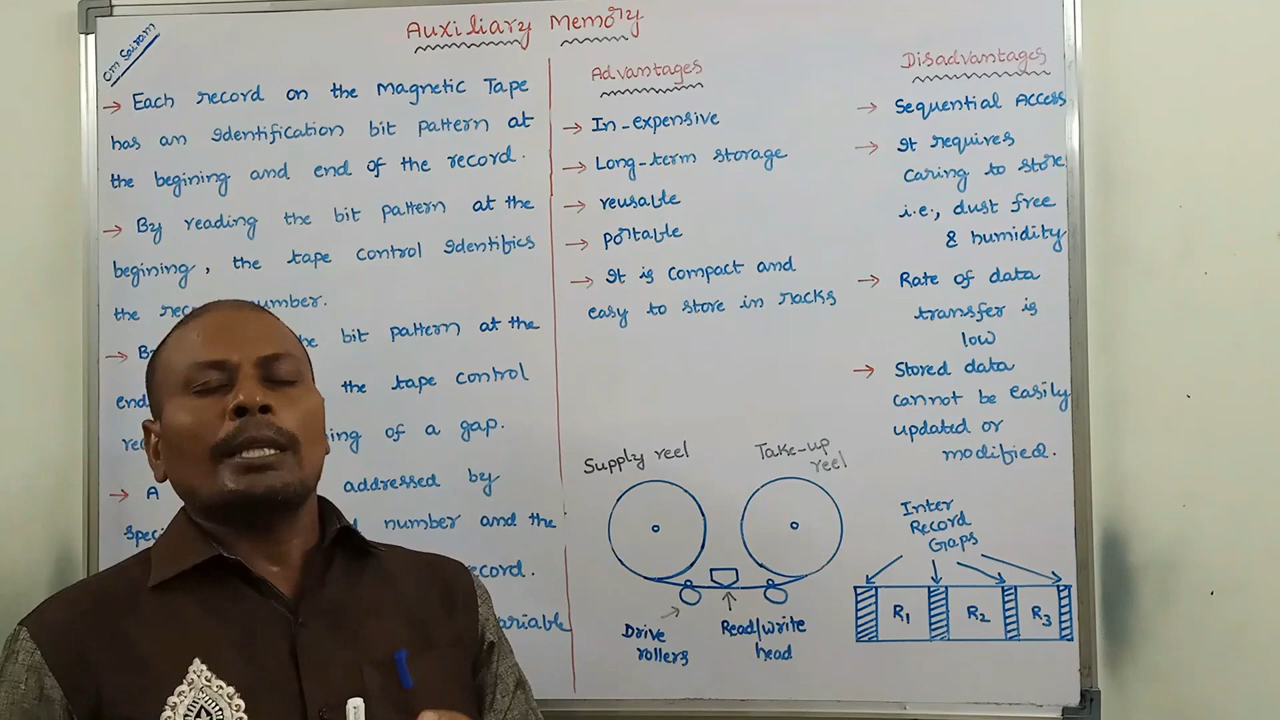 Om Sairam
Auxiliary Memory
→ Each record on the Magnetic Tape
has an Identification bit pattern at
the begining and end of the record.
→ By reading the bit pattern at the
begining, the tape control Identifies
the number.
→ bit pattern at the
end the tape control
of a gap.
→ A addressed by
number and the
Advantages
→ In-expensive
→ Long-term storage
→ reusable
→ portable
→ It is compact and
easy to store in racks
Disadvantages
→ Sequential Access
→ It requires
caring to store
i.e., dust free
& humidity
→ Rate of data
transfer is
low
→ Stored data
cannot be easily
updated or
modified.
Supply reel
Take-up
reel
Drive
rollers
Read/write
head
Inter
Record
Gaps
R1 R2 R3